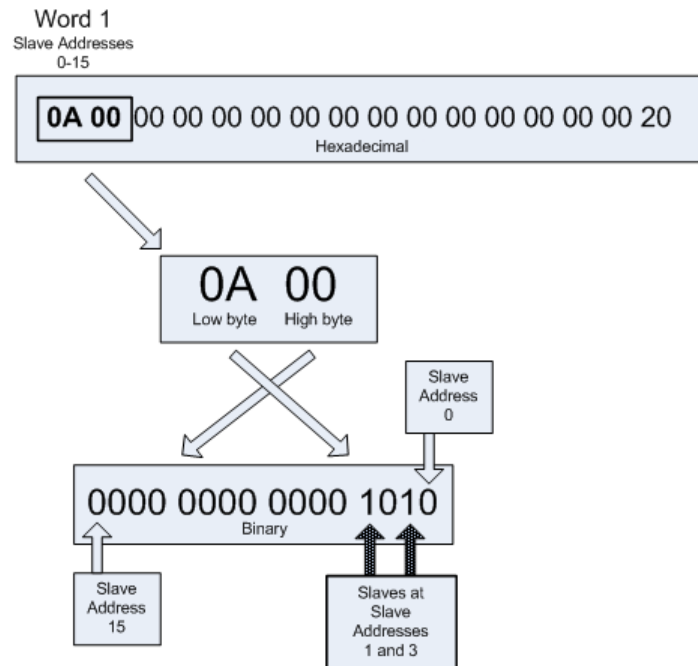 Word 1
Slave Addresses
0-15
0A 00 00 00 00 00 00 00 00 00 00 00 00 00 00 20
Hexadecimal
0A 00
Low byte High byte
Slave
Address
0
0000 0000 0000 1010
Binary
Slave
Address
15
Slaves at
Slave
Addresses
1 and 3